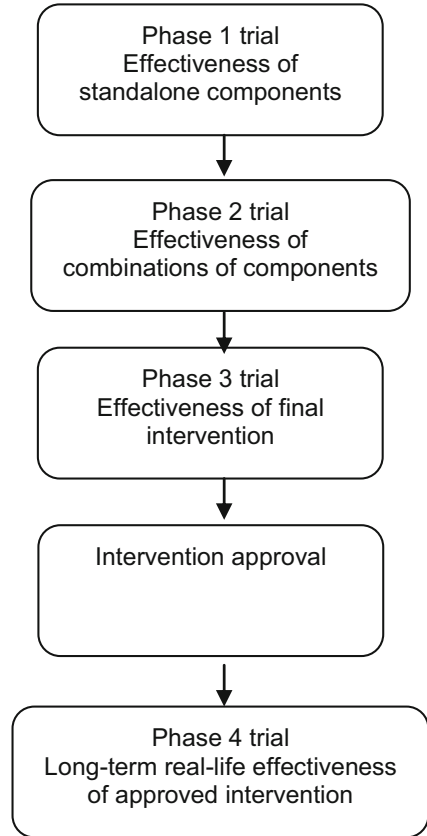 Phase 1 trial
Effectiveness of
standalone components
Phase 2 trial
Effectiveness of
combinations of components
Phase 3 trial
Effectiveness of final
intervention
Intervention approval
Phase 4 trial
Long-term real-life effectiveness
of approved intervention